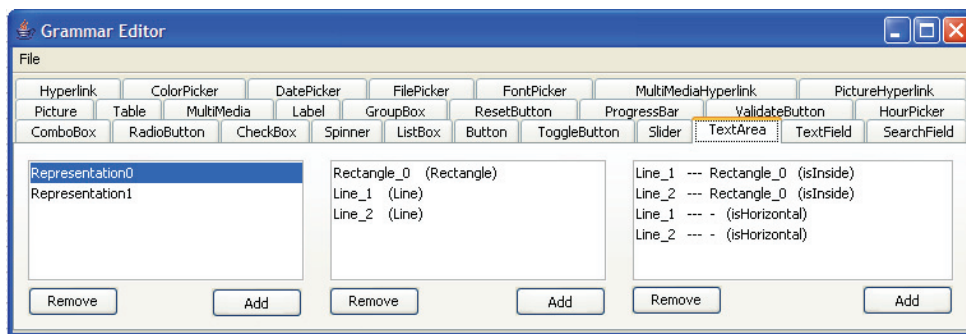 Grammar Editor
File
Hyperlink ColorPicker DatePicker FilePicker FontPicker MultiMediaHyperlink PictureHyperlink
Picture Table MultiMedia Label GroupBox ResetButton ProgressBar ValidateButton HourPicker
ComboBox RadioButton CheckBox Spinner ListBox Button ToggleButton Slider TextArea TextField SearchField
Representation0
Representation1
Rectangle_0 (Rectangle)
Line_1 (Line)
Line_2 (Line)
Line_1 --- Rectangle_0 (isInside)
Line_2 --- Rectangle_0 (isInside)
Line_1 --- - (isHorizontal)
Line_2 --- - (isHorizontal)
Remove Add Remove Add Remove Add